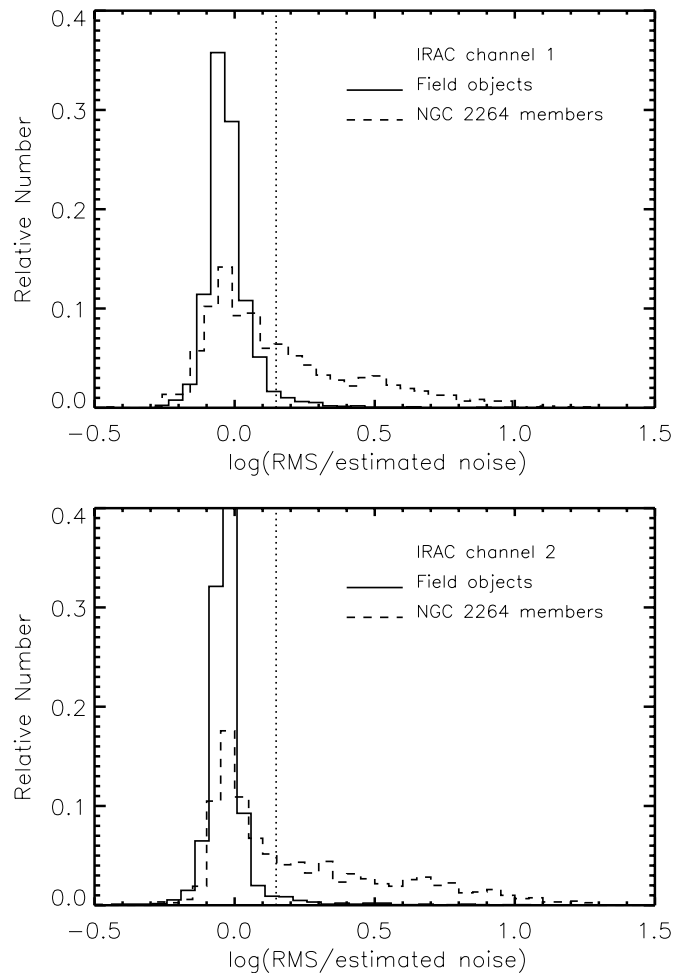 0.4
IRAC channel 1
Field objects
NGC 2264 members
0.3
0.2
0.1
0.0
Relative Number
−0.5 0.0 0.5 1.0 1.5
log(RMS/estimated noise)
0.4
IRAC channel 2
Field objects
NGC 2264 members
0.3
0.2
0.1
0.0
Relative Number
−0.5 0.0 0.5 1.0 1.5
log(RMS/estimated noise)